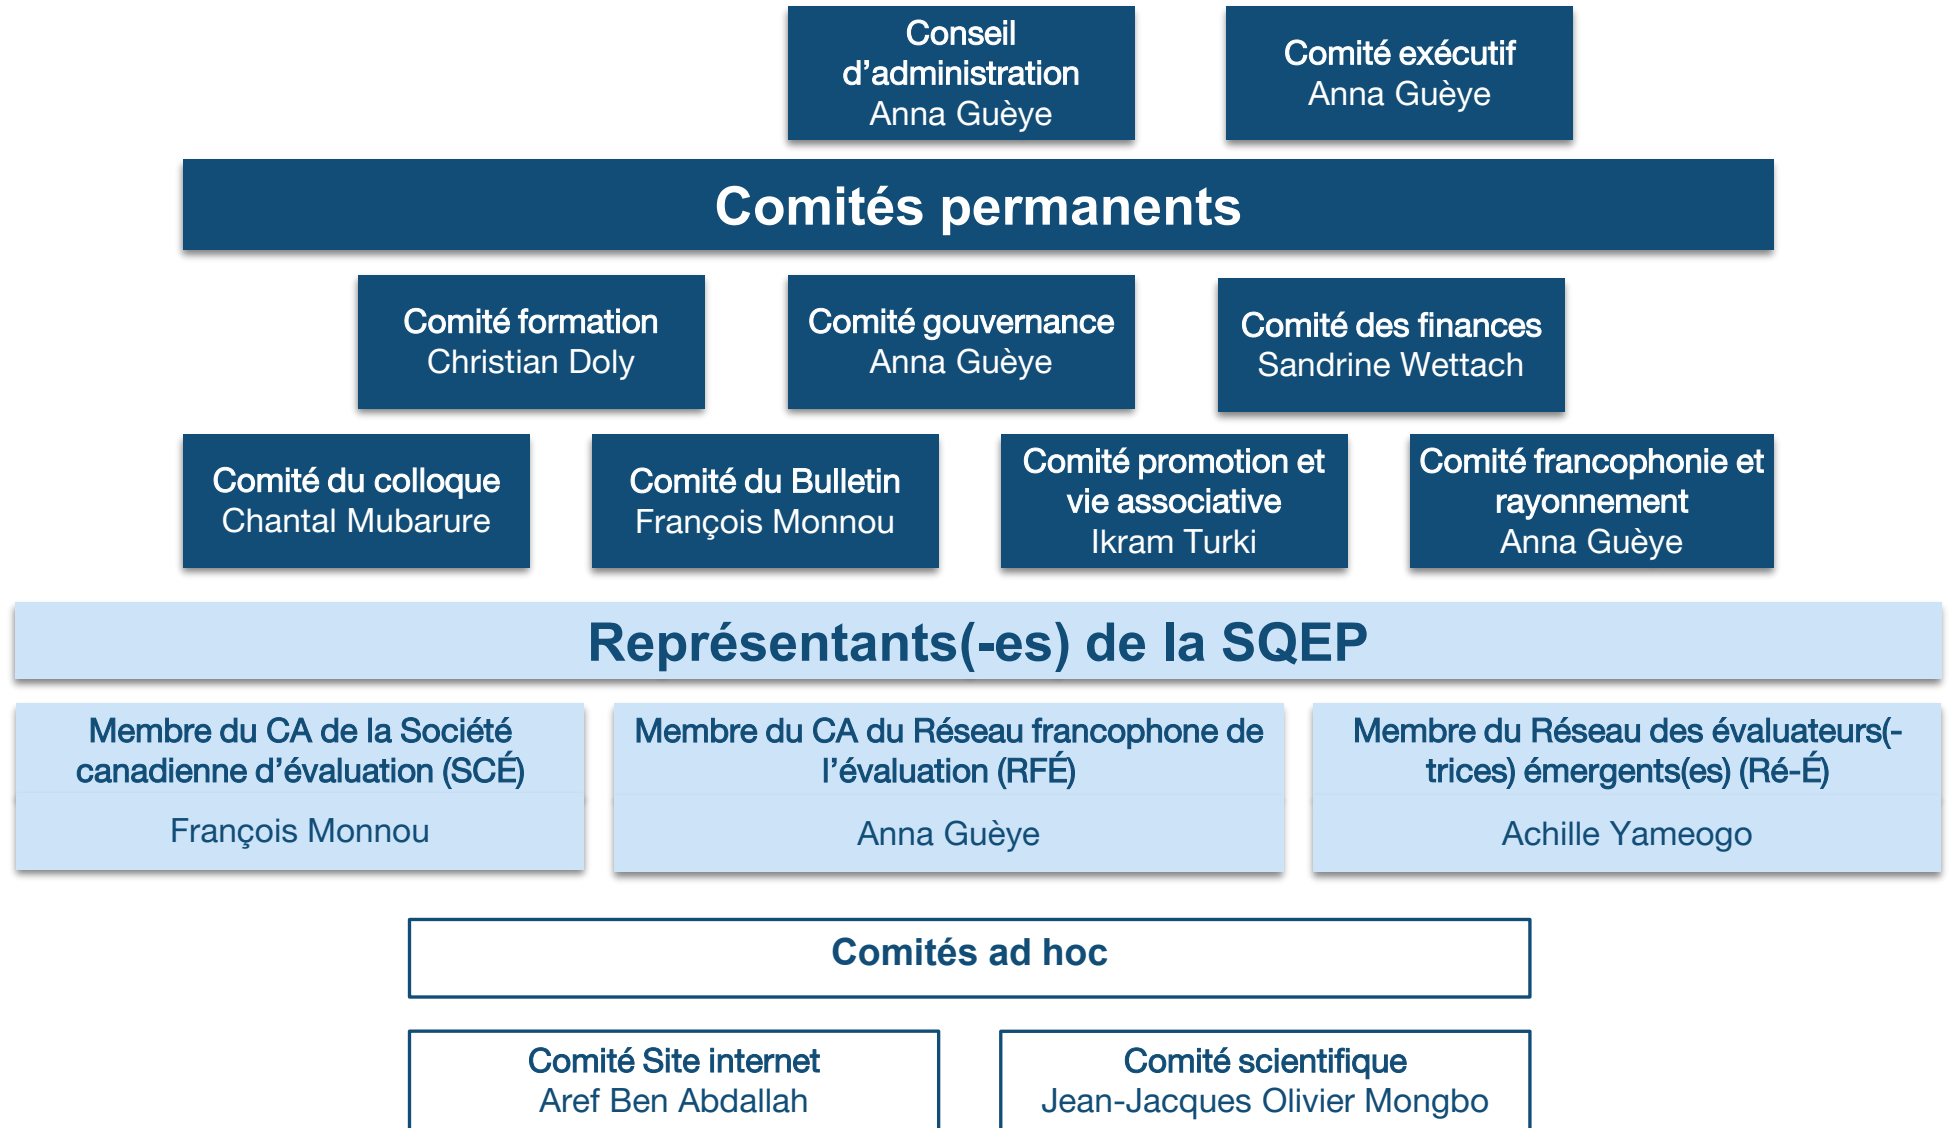 Conseil
d’administration
Anna Guèye
Comité exécutif
Anna Guèye
Comités permanents
Comité formation
Christian Doly
Comité gouvernance
Anna Guèye
Comité des finances
Sandrine Wettach
Comité du colloque
Chantal Mubarure
Comité du Bulletin
François Monnou
Comité promotion et
vie associative
Ikram Turki
Comité francophonie et
rayonnement
Anna Guèye
Représentants(-es) de la SQEP
Membre du CA de la Société
canadienne d’évaluation (SCÉ)
François Monnou
Membre du CA du Réseau francophone de
l’évaluation (RFÉ)
Anna Guèye
Membre du Réseau des évaluateurs(-
trices) émergents(es) (Ré-É)
Achille Yameogo
Comités ad hoc
Comité Site internet
Aref Ben Abdallah
Comité scientifique
Jean-Jacques Olivier Mongbo